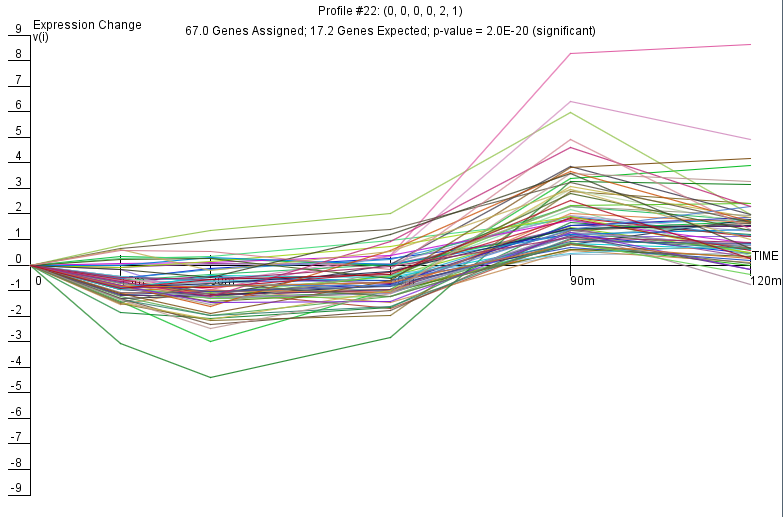 Profile #22: (0, 0, 0, 0, 2, 1)
Expression Change
v(i)
67.0 Genes Assigned; 17.2 Genes Expected; p-value = 2.0E-20 (significant)
9
8
7
6
5
4
3
2
1
0
TIME
0
90m
120m
-1
-2
-3
-4
-5
-6
-7
-8
-9